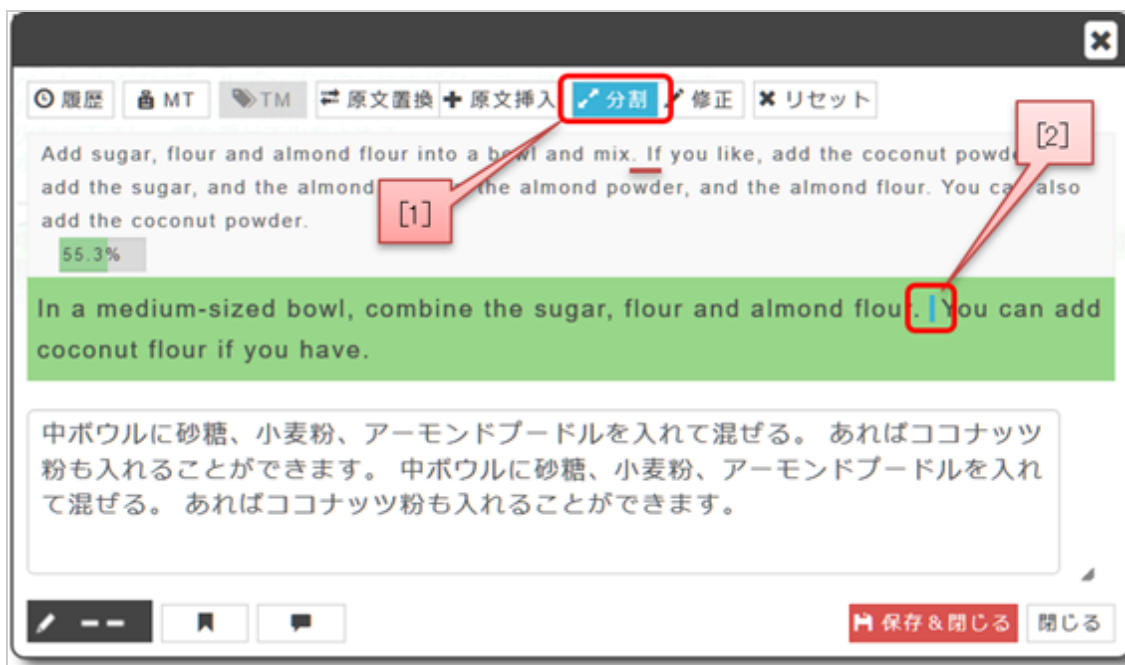 履歴 MT TM 原文置換 原文挿入 分割 修正 リセット
[2]
Add sugar, flour and almond flour into a bowl and mix. If you like, add the coconut powd
add the sugar, and the almond the almond powder, and the almond flour. You can also
[1]
add the coconut powder.
55.3%
In a medium-sized bowl, combine the sugar, flour and almond flour. You can add
coconut flour if you have.
中ボウルに砂糖、小麦粉、アーモンドプードルを入れて混ぜる。 あればココナッツ
粉も入れることができます。 中ボウルに砂糖、小麦粉、アーモンドプードルを入れ
て混ぜる。 あればココナッツ粉も入れることができます。
-- 保存&閉じる 閉じる